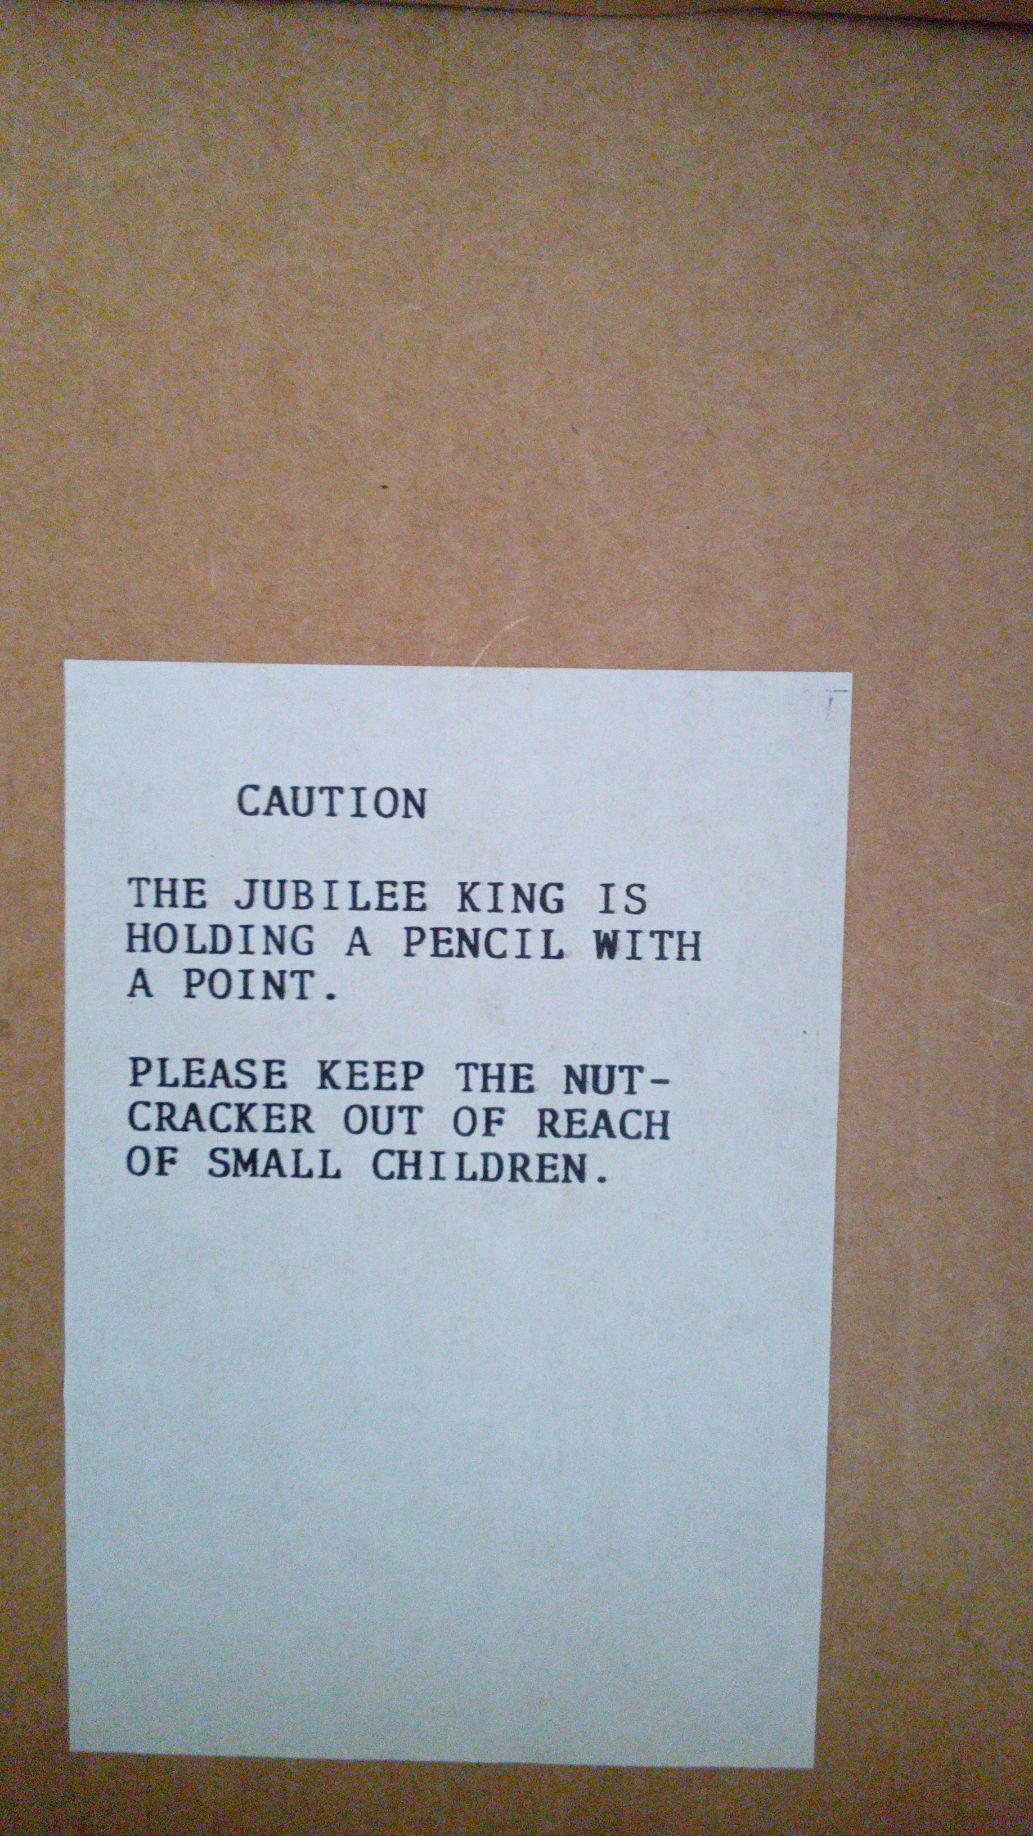 CAUTION
THE JUBILEE KING IS
HOLDING A PENCIL WITH
A POINT.
PLEASE KEEP THE NUT-
CRACKER OUT OF REACH
OF SMALL CHILDREN.